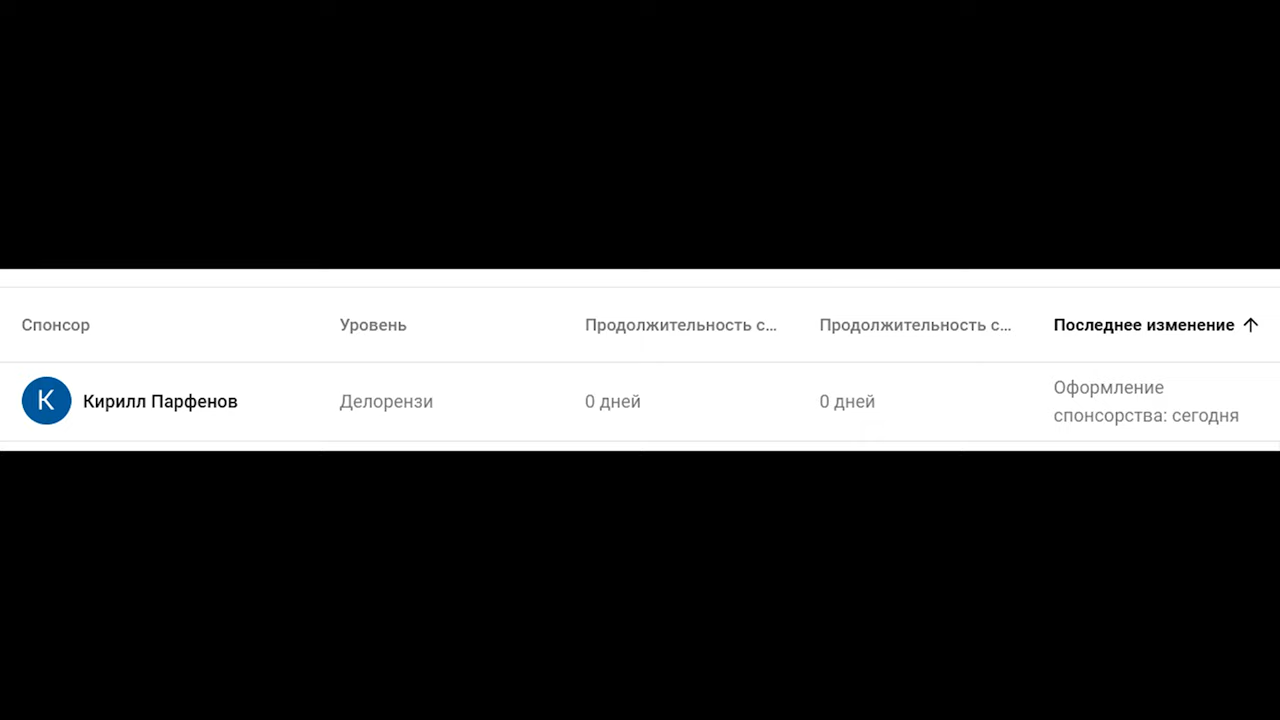 Спонсор Уровень Продолжительность с... Продолжительность с... Последнее изменение
К Кирилл Парфенов Делорензи 0 дней 0 дней Оформление
спонсорства: сегодня